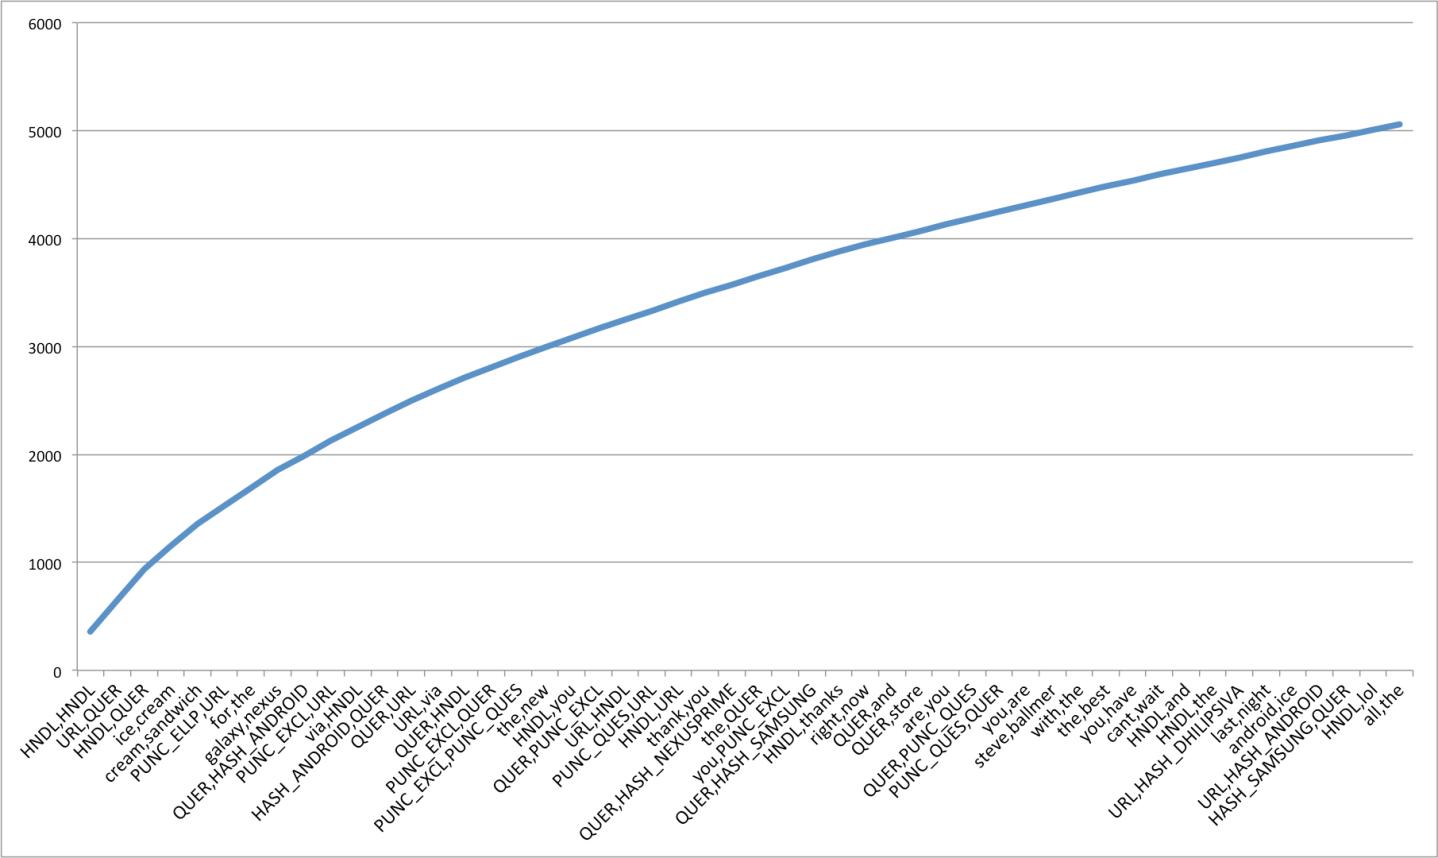 6000
5000
4000
3000
2000
1000
0
HNDL,HNDL
URL,QUER
HNDL,QUER
ice,cream
cream,sandwich
PUNC_ELLP,URL
for,the
galaxy,nexus
QUER,HASH_ANDROID
PUNC_EXCL,URL
via,HNDL
HASH_ANDROID,QUER
QUER,URL
URL,via
QUER,HNDL
PUNC_EXCL,QUER
PUNC_EXCL,PUNC_QUES
the,new
HNDL,you
QUER,PUNC_EXCL
URL,HNDL
PUNC_QUES,URL
HNDL,URL
thank,you
QUER,HASH_NEXUSPRIME
the,QUER
you,PUNC_EXCL
QUER,HASH_SAMSUNG
HNDL,thanks
right,now
QUER,and
QUER,store
are,you
QUER,PUNC_QUES
PUNC_QUES,QUER
you,are
steve,ballmer
with,the
the,best
you,have
cant,wait
HNDL,and
HNDL,the
URL,HASH_DHILIPSIVA
last,night
android,ice
URL,HASH_ANDROID
HASH_SAMSUNG,QUER
HNDL,lol
all,the